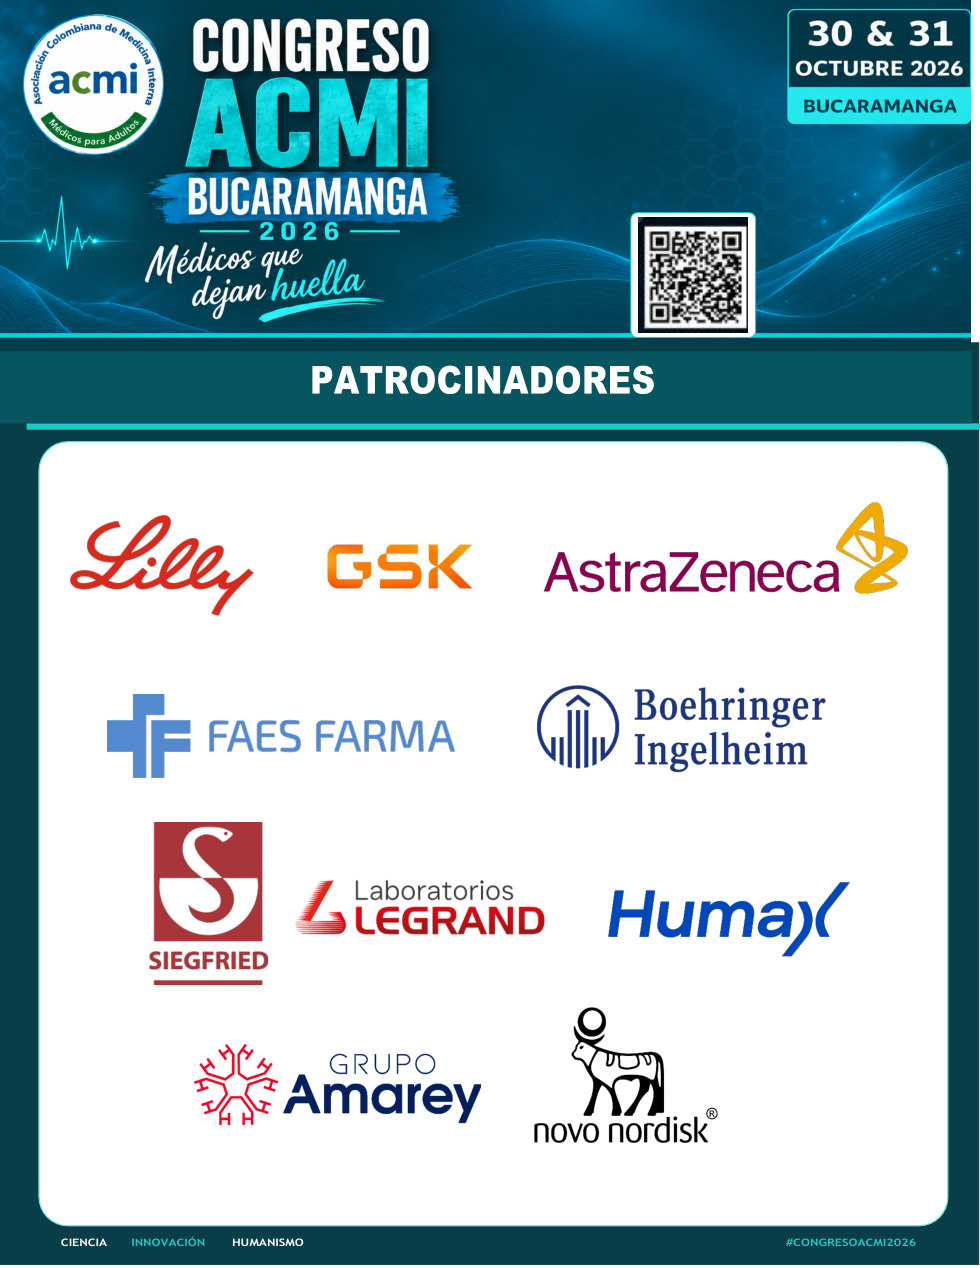 Asociación Colombiana de Medicina Interna
acmi
Médicos para Adultos
CONGRESO
ACMI
BUCARAMANGA
2026
Médicos que
dejan huella
30 & 31
OCTUBRE 2026
BUCARAMANGA
PATROCINADORES
Lilly
GSK
AstraZeneca
FAES FARMA
Boehringer
Ingelheim
SIEGFRIED
Laboratorios
LEGRAND
Humax
GRUPO
Amarey
novo nordisk®
CIENCIA INNOVACIÓN HUMANISMO
#CONGRESOACMI2026